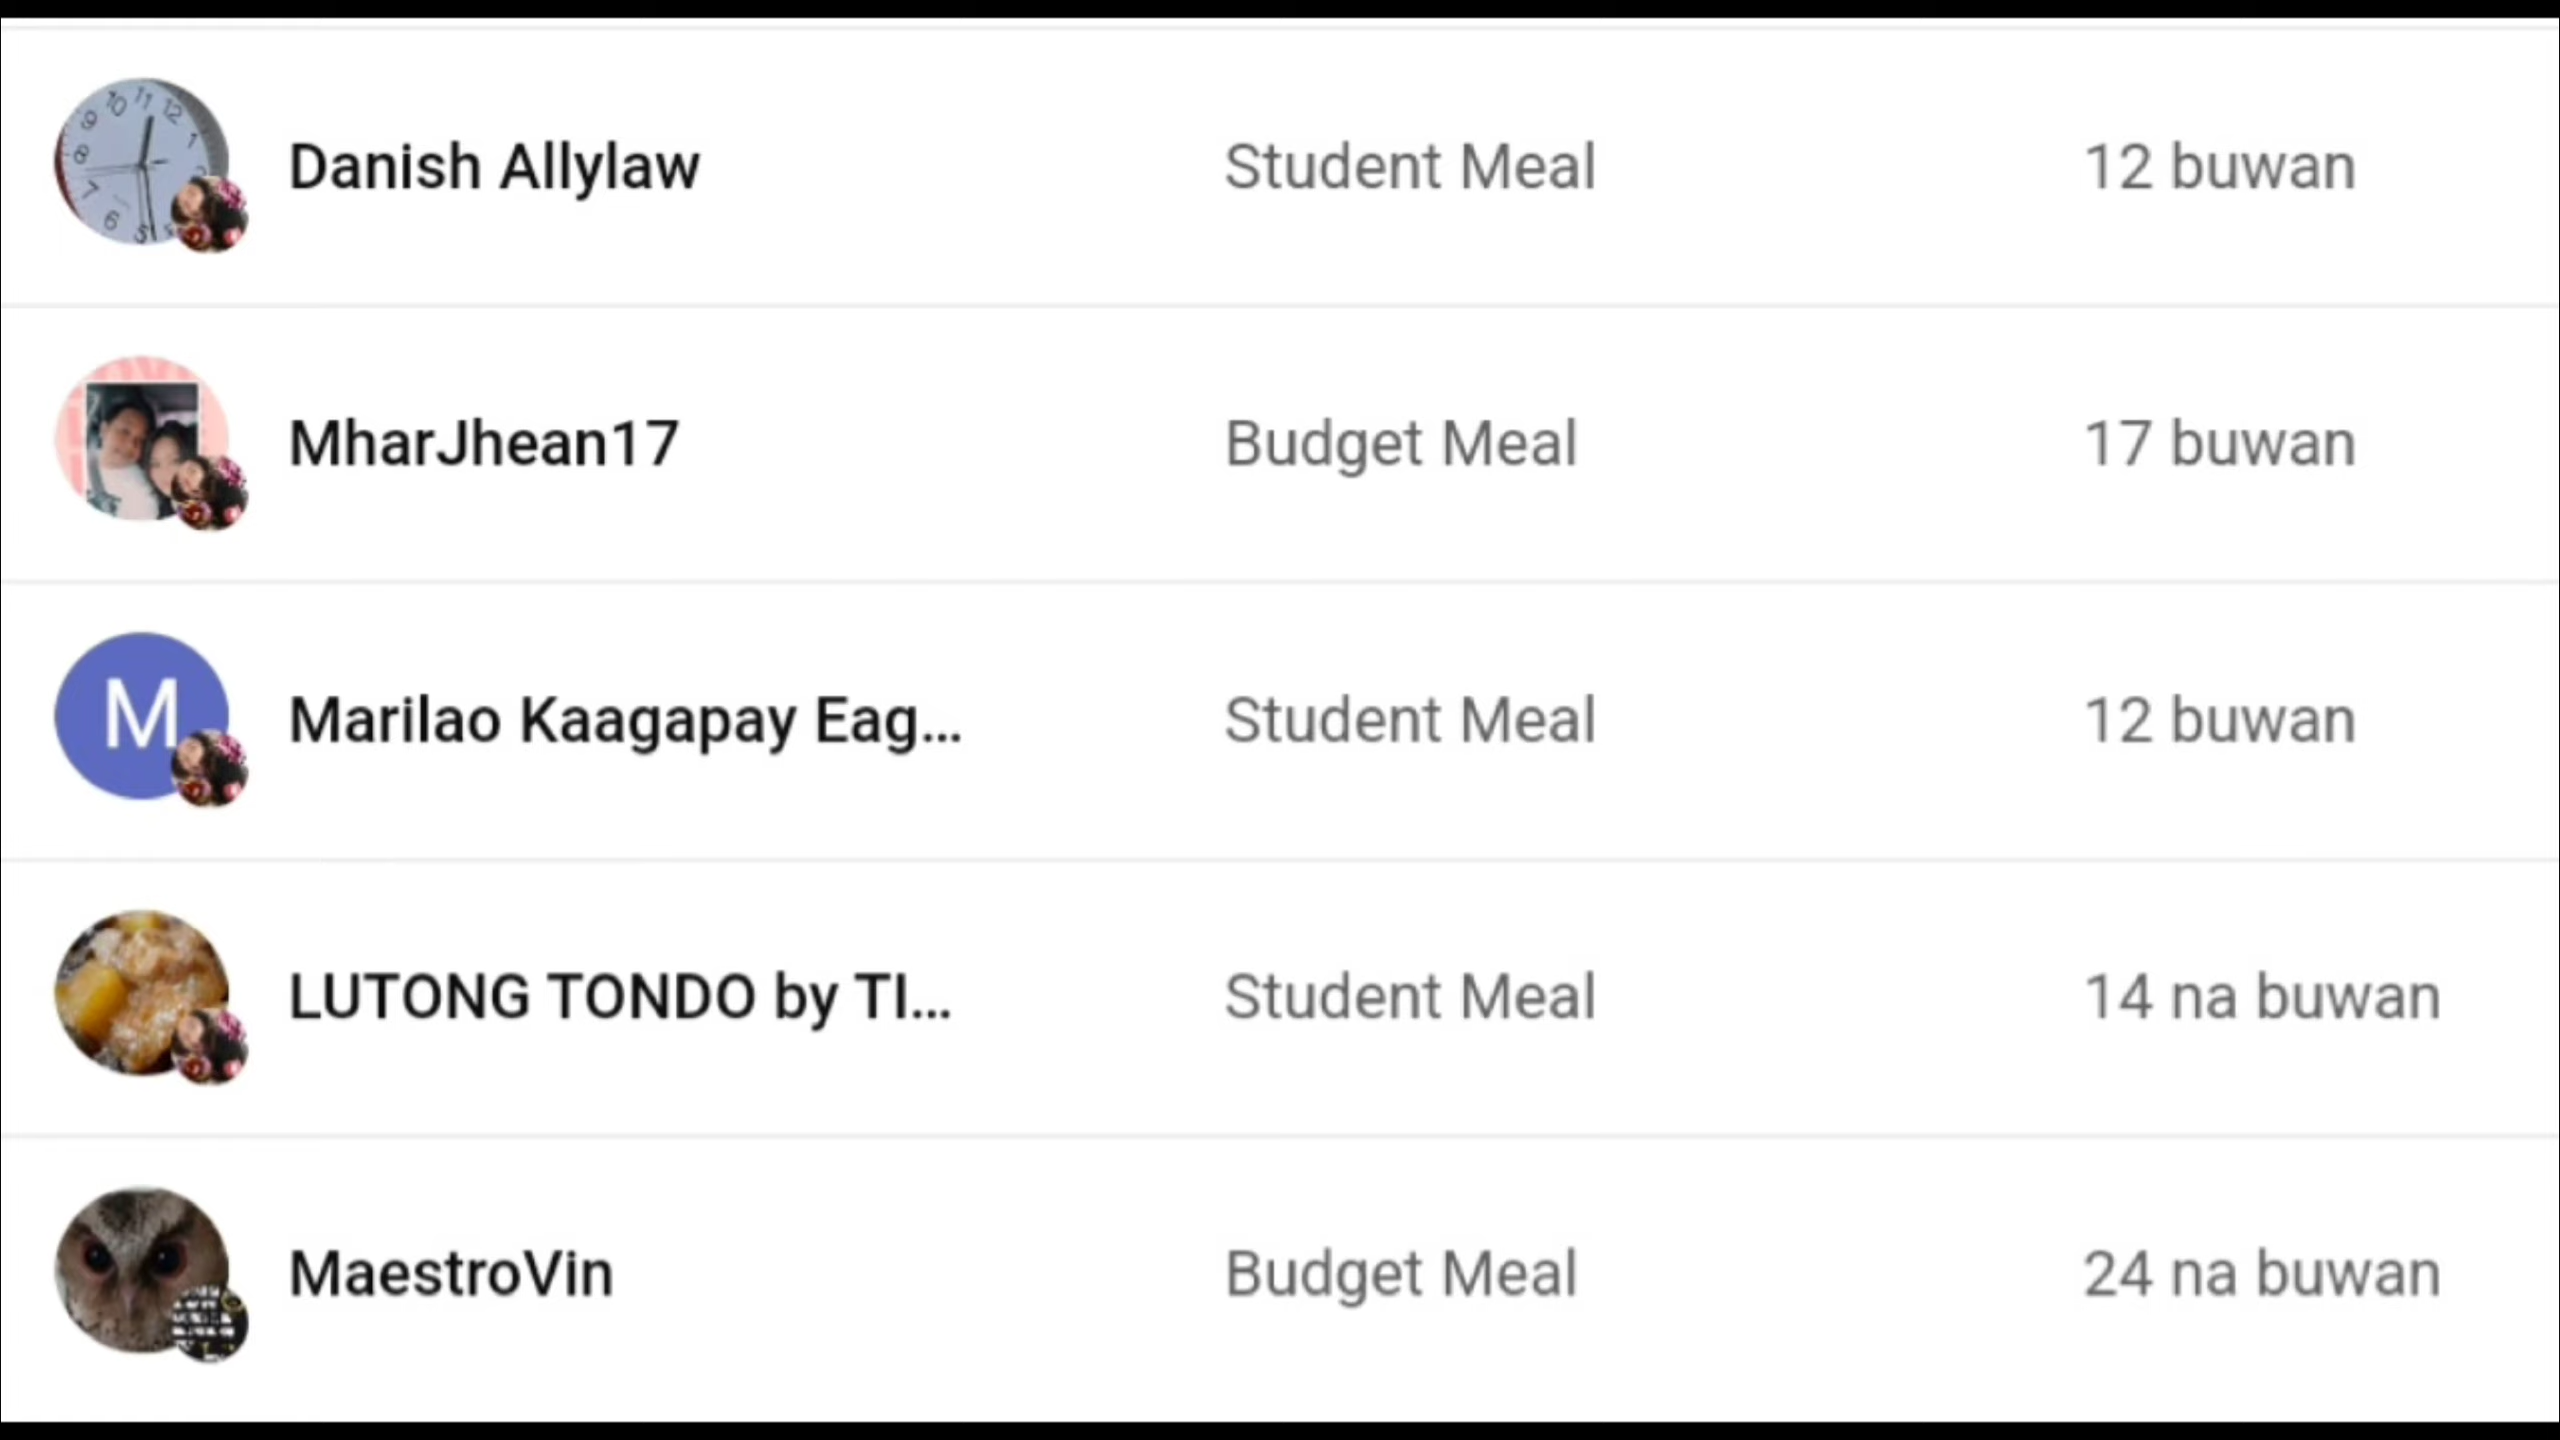 Danish Allylaw Student Meal 12 buwan
MharJhean17 Budget Meal 17 buwan
M Marilao Kaagapay Eag... Student Meal 12 buwan
LUTONG TONDO by TI... Student Meal 14 na buwan
MaestroVin Budget Meal 24 na buwan